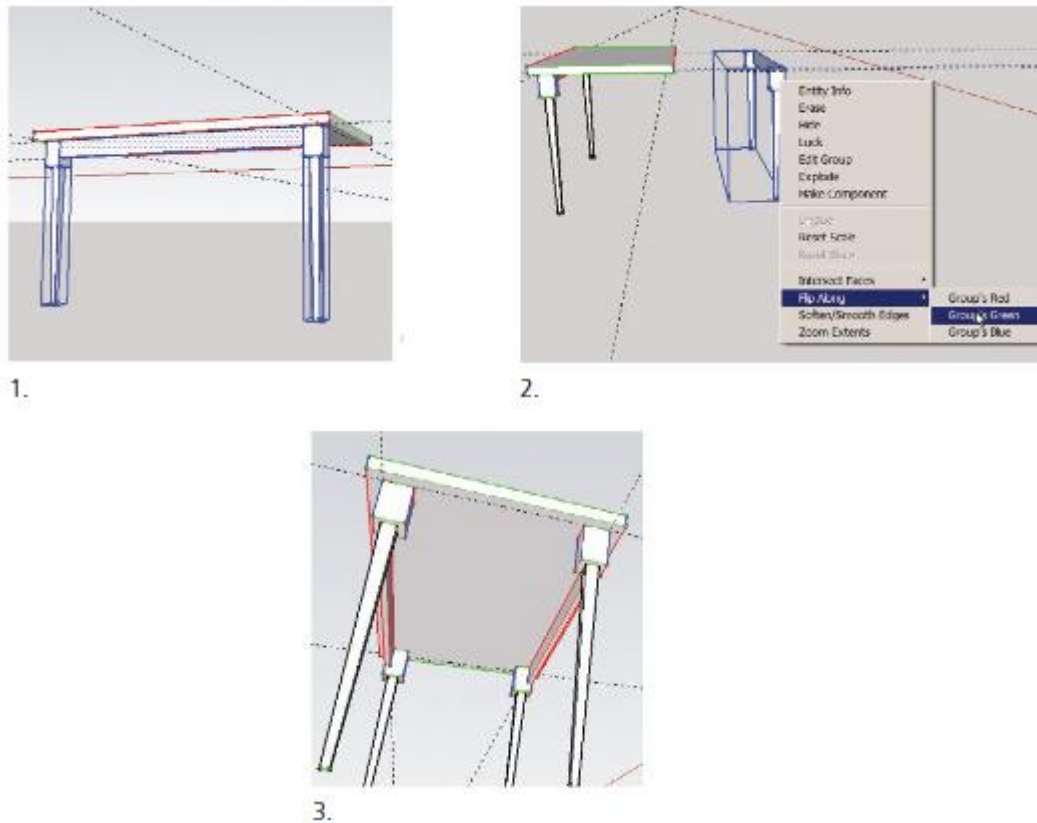 Entity Info
Erase
Hide
Lock
Edit Group
Explode
Make Component
Reset Scale
Intersect Faces
Flip Along
Group's Red
Soften/Smooth Edges
Group's Green
Zoom Extents
Group's Blue
1.
2.
3.